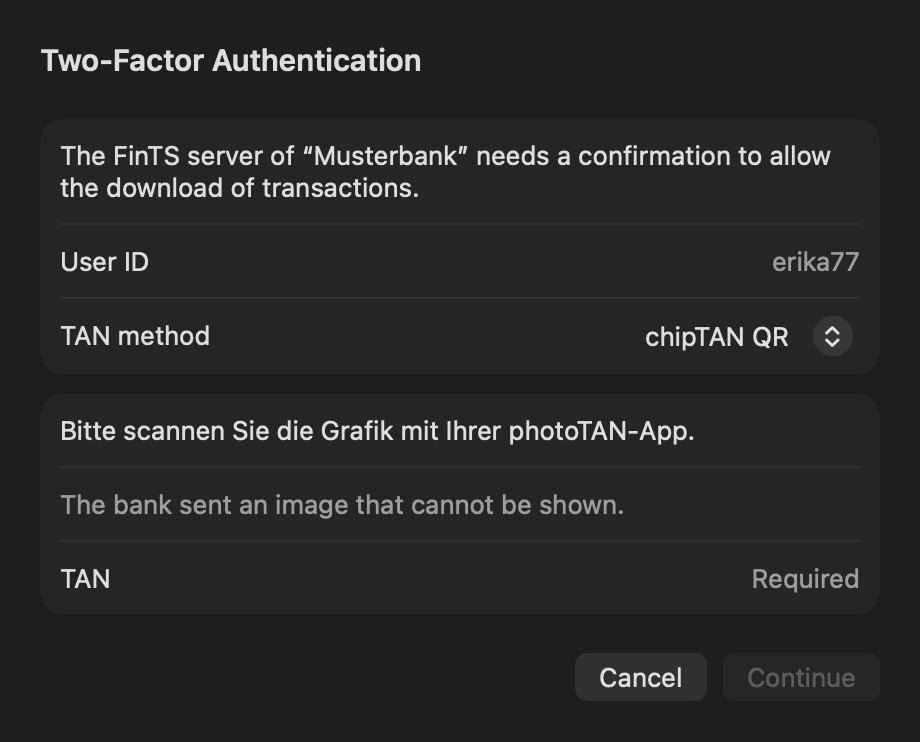 Two-Factor Authentication
The FinTS server of “Musterbank” needs a confirmation to allow
the download of transactions.
User ID
erika77
TAN method
chipTAN QR
Bitte scannen Sie die Grafik mit Ihrer photoTAN-App.
The bank sent an image that cannot be shown.
TAN
Required
Cancel
Continue